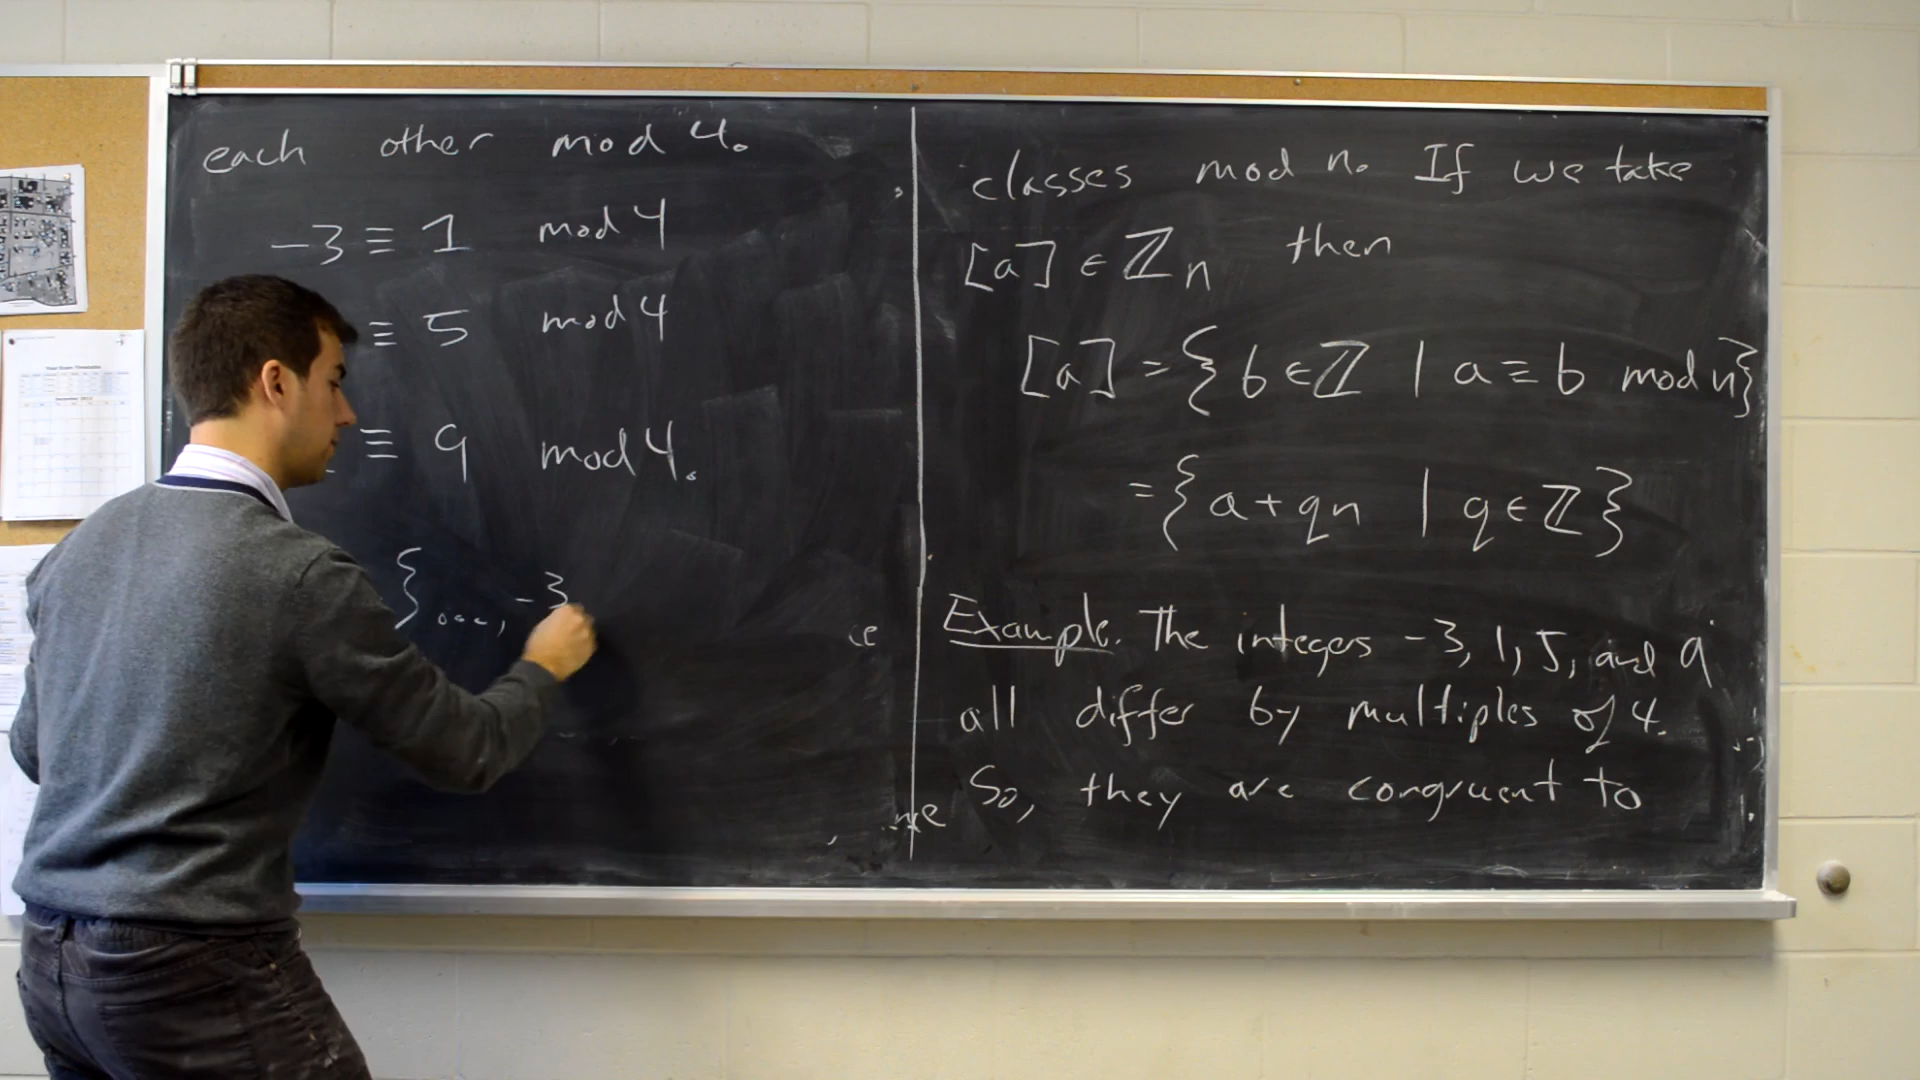 each other mod 4.
-3 ≡ 1 mod 4
≡ 5 mod 4
≡ 9 mod 4.
{ ..., -3
classes mod n. If we take
[a] ∈ ℤn then
[a] = { b ∈ ℤ | a ≡ b mod n}
= { a + qn | q ∈ ℤ }
Example. The integers -3, 1, 5, and 9
all differ by multiples of 4.
So, they are congruent to